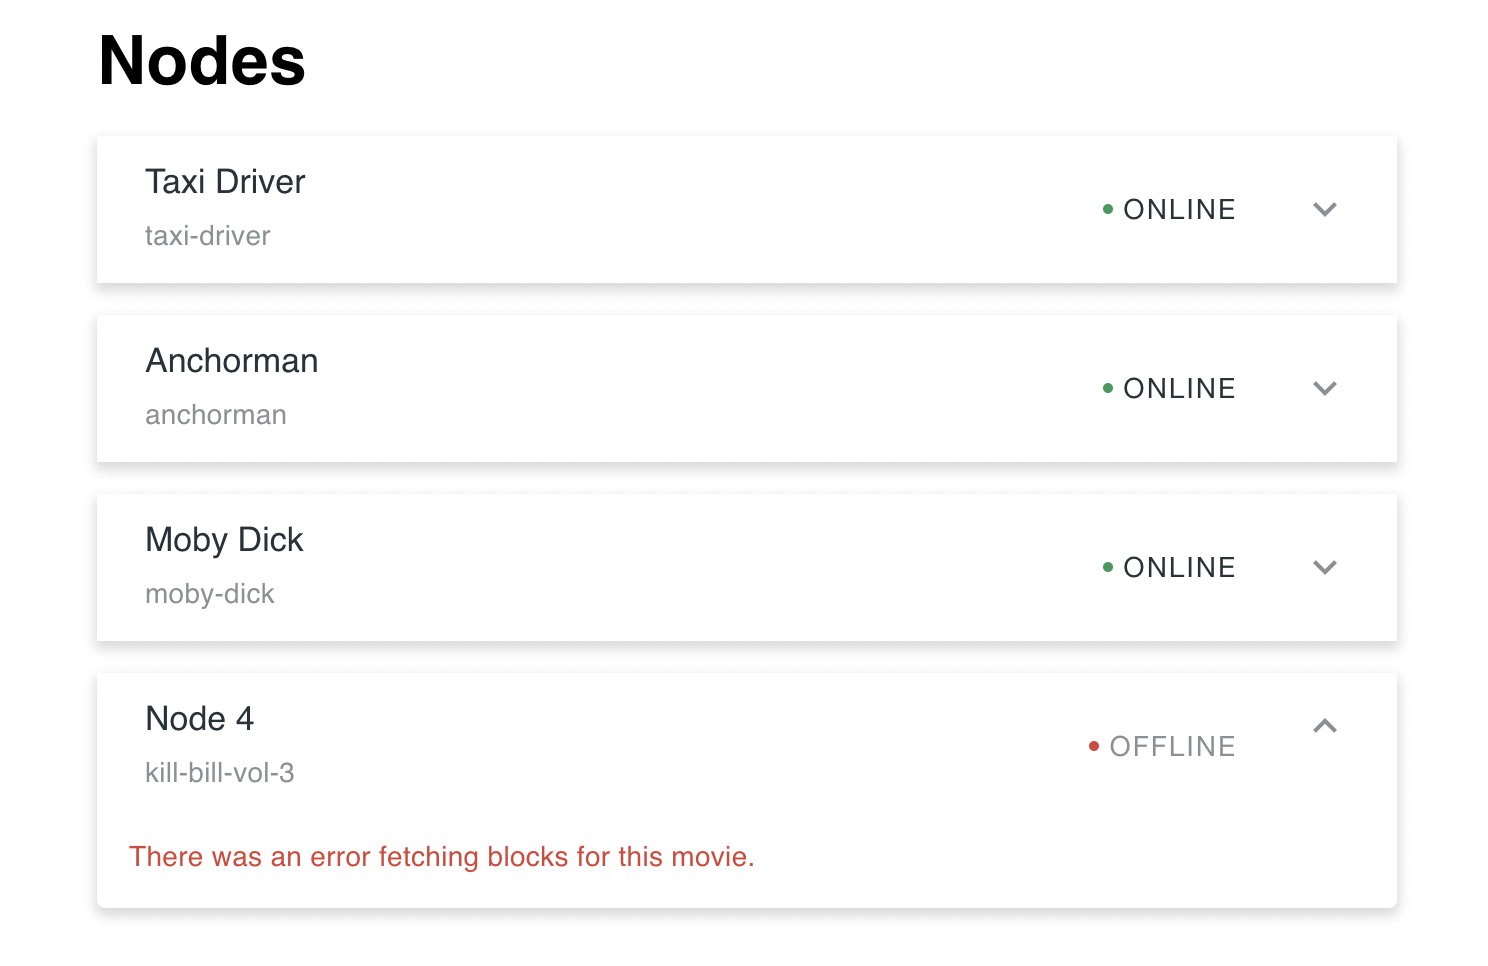 Nodes
Taxi Driver
taxi-driver
ONLINE
Anchorman
anchorman
ONLINE
Moby Dick
moby-dick
ONLINE
Node 4
kill-bill-vol-3
OFFLINE
There was an error fetching blocks for this movie.